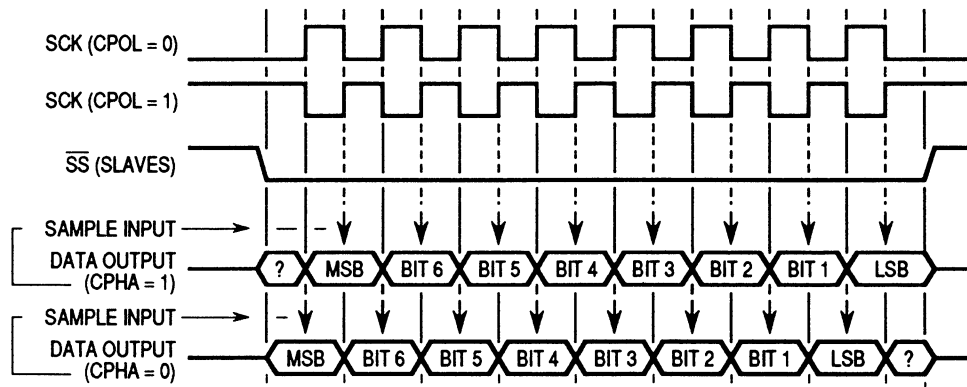 SCK (CPOL = 0)
SCK (CPOL = 1)
SS (SLAVES)
SAMPLE INPUT
DATA OUTPUT
(CPHA = 1)
? MSB BIT 6 BIT 5 BIT 4 BIT 3 BIT 2 BIT 1 LSB
SAMPLE INPUT
DATA OUTPUT
(CPHA = 0)
MSB BIT 6 BIT 5 BIT 4 BIT 3 BIT 2 BIT 1 LSB ?